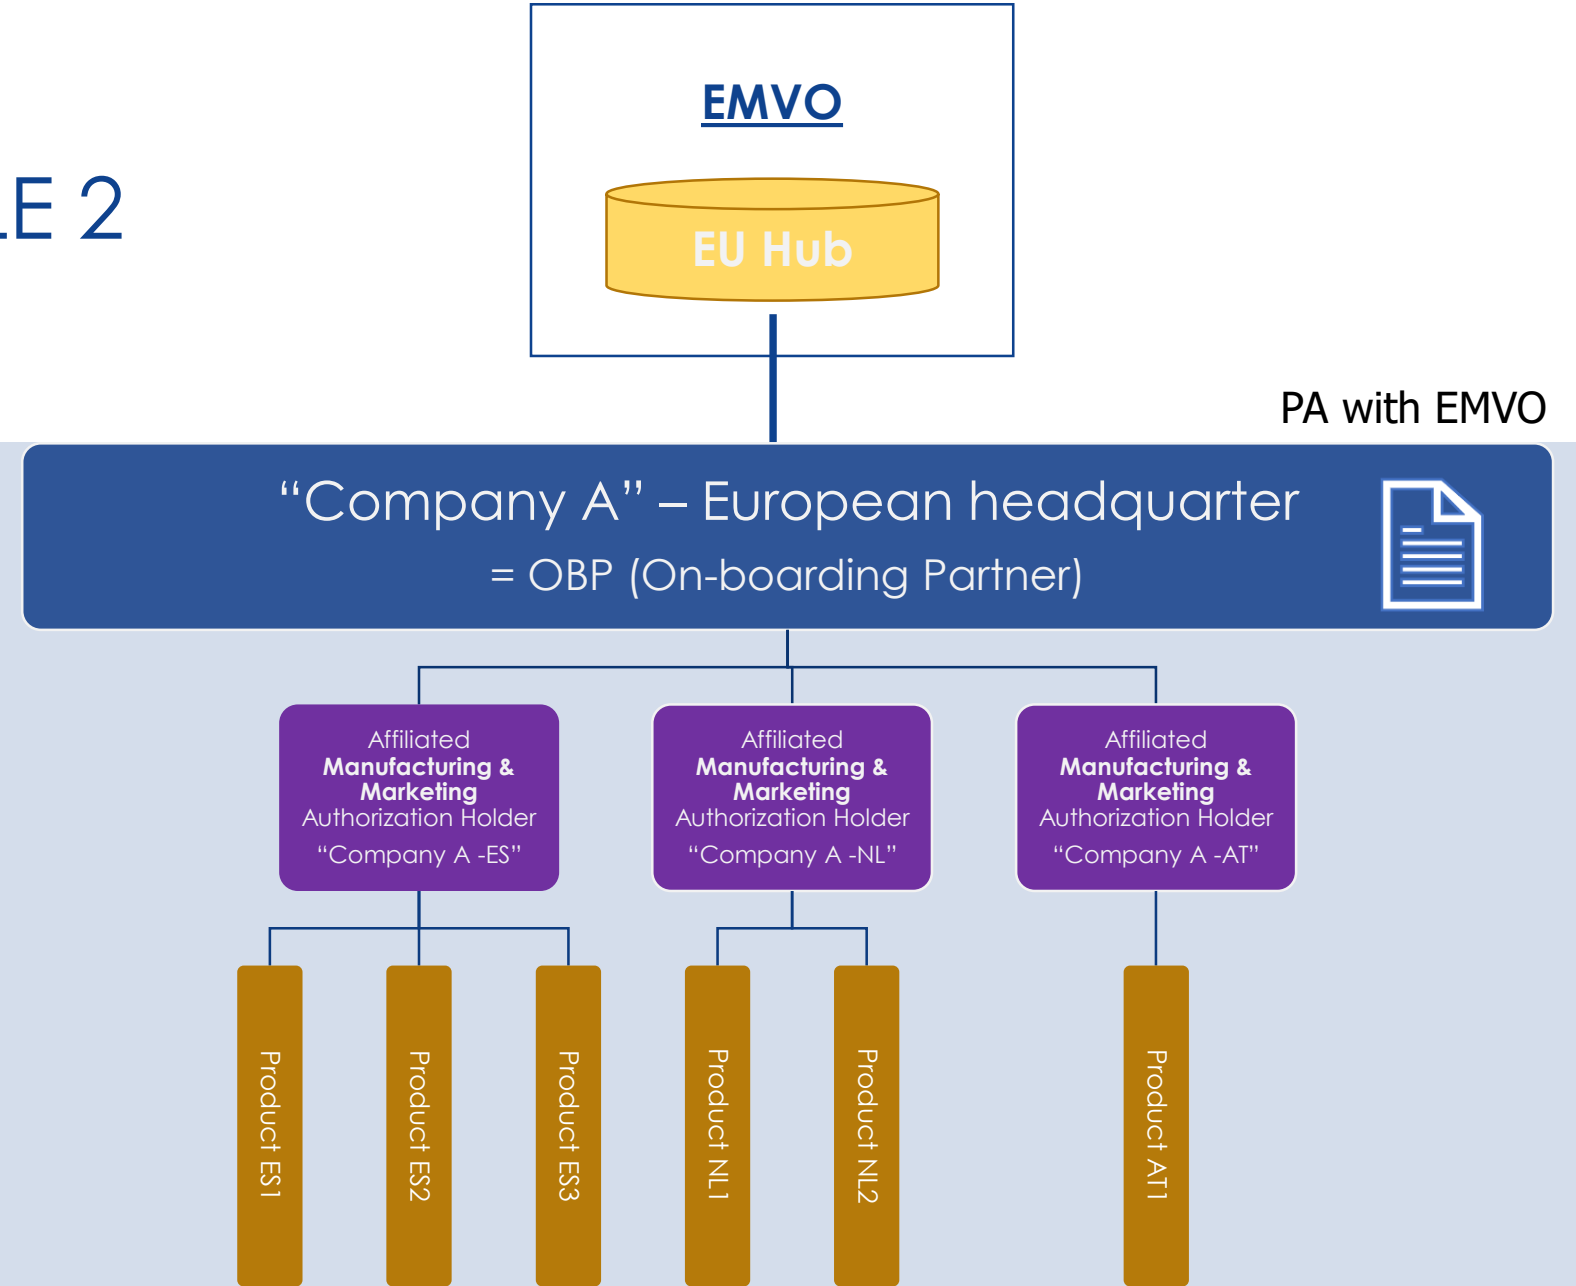 EMVO
LE 2
EU Hub
PA with EMVO
“Company A” – European headquarter
= OBP (On-boarding Partner)
Affiliated
Manufacturing &
Marketing
Authorization Holder
“Company A -ES”
Affiliated
Manufacturing &
Marketing
Authorization Holder
“Company A -NL”
Affiliated
Manufacturing &
Marketing
Authorization Holder
“Company A -AT”
Product ES1
Product ES2
Product ES3
Product NL1
Product NL2
Product AT1